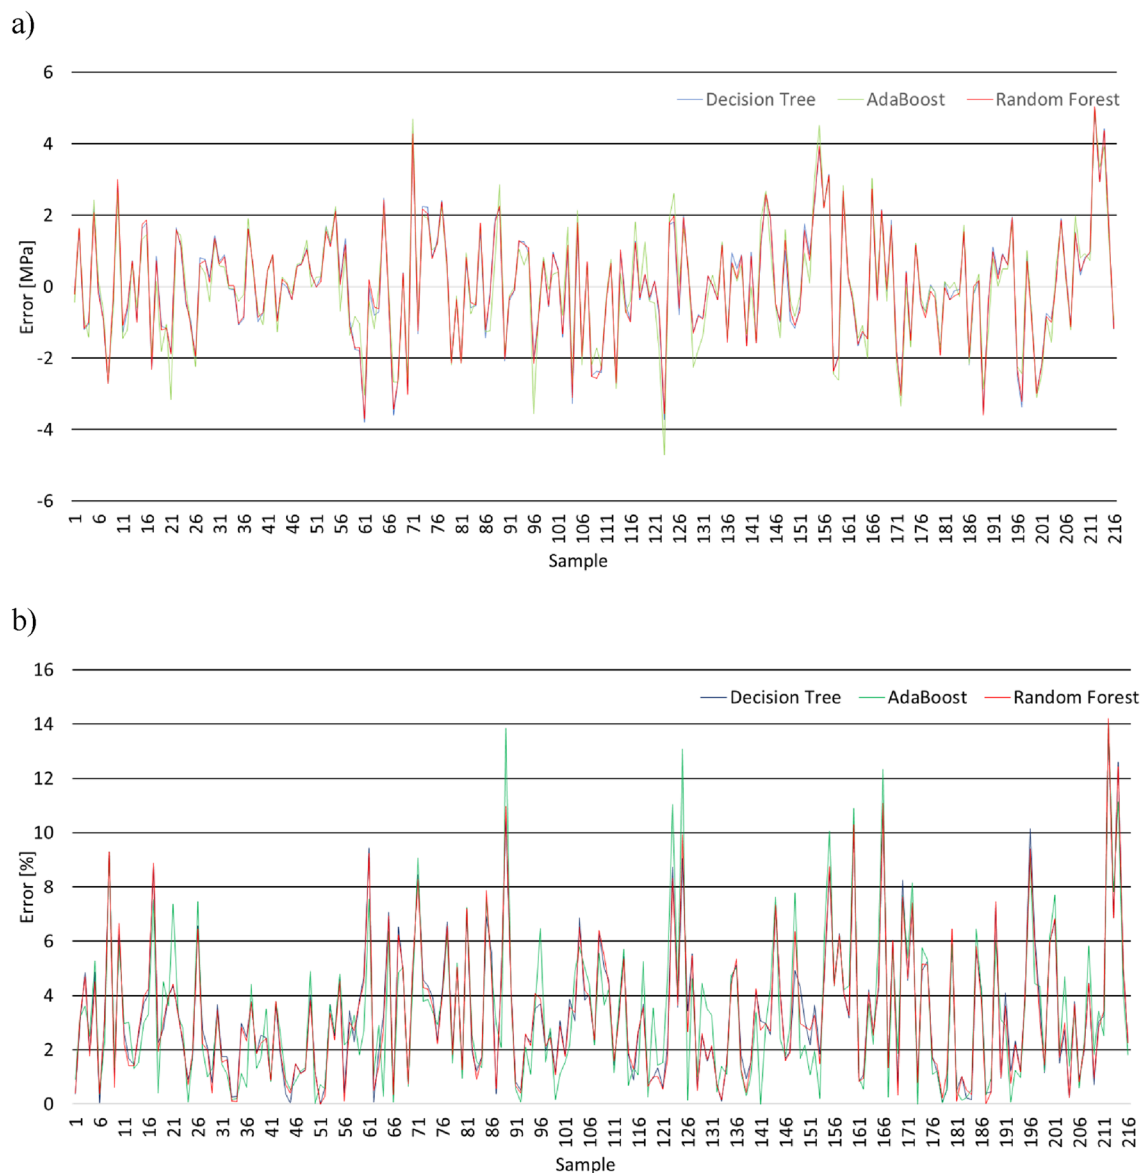 a)
6
Decision Tree AdaBoost Random Forest
4
2
0
-2
-4
-6
Error [MPa]
1 6 11 16 21 26 31 36 41 46 51 56 61 66 71 76 81 86 91 96 101 106 111 116 121 126 131 136 141 146 151 156 161 166 171 176 181 186 191 196 201 206 211 216
Sample
b)
16
Decision Tree AdaBoost Random Forest
14
12
10
8
6
4
2
0
Error [%]
1 6 11 16 21 26 31 36 41 46 51 56 61 66 71 76 81 86 91 96 101 106 111 116 121 126 131 136 141 146 151 156 161 166 171 176 181 186 191 196 201 206 211 216
Sample